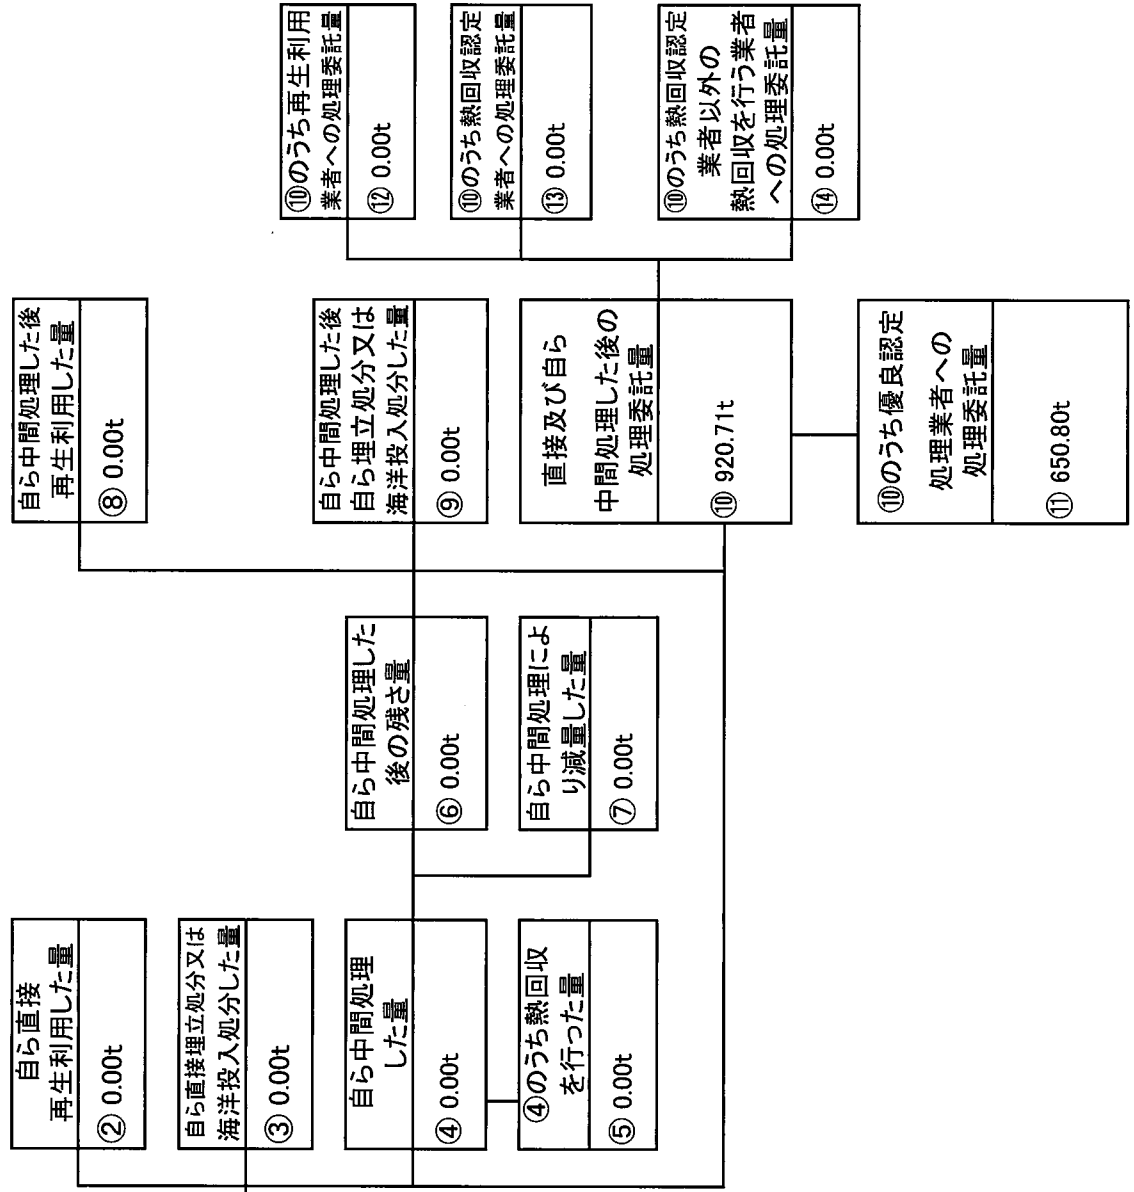 自ら直接
再生利用した量
② 0.00t
自ら直接埋立処分又は
海洋投入処分した量
③ 0.00t
自ら中間処理
した量
④ 0.00t
④のうち熱回収
を行った量
⑤ 0.00t
自ら中間処理した
後の残さ量
⑥ 0.00t
自ら中間処理によ
り減量した量
⑦ 0.00t
自ら中間処理した後
再生利用した量
⑧ 0.00t
自ら中間処理した後
自ら埋立処分又は
海洋投入処分した量
⑨ 0.00t
直接及び自ら
中間処理した後の
処理委託量
⑩ 920.71t
⑩のうち優良認定
処理業者への
処理委託量
⑪ 650.80t
⑩のうち再生利用
業者への処理委託量
⑫ 0.00t
⑩のうち熱回収認定
業者への処理委託量
⑬ 0.00t
⑩のうち熱回収認定
業者以外の
熱回収を行う業者
への処理委託量
⑭ 0.00t